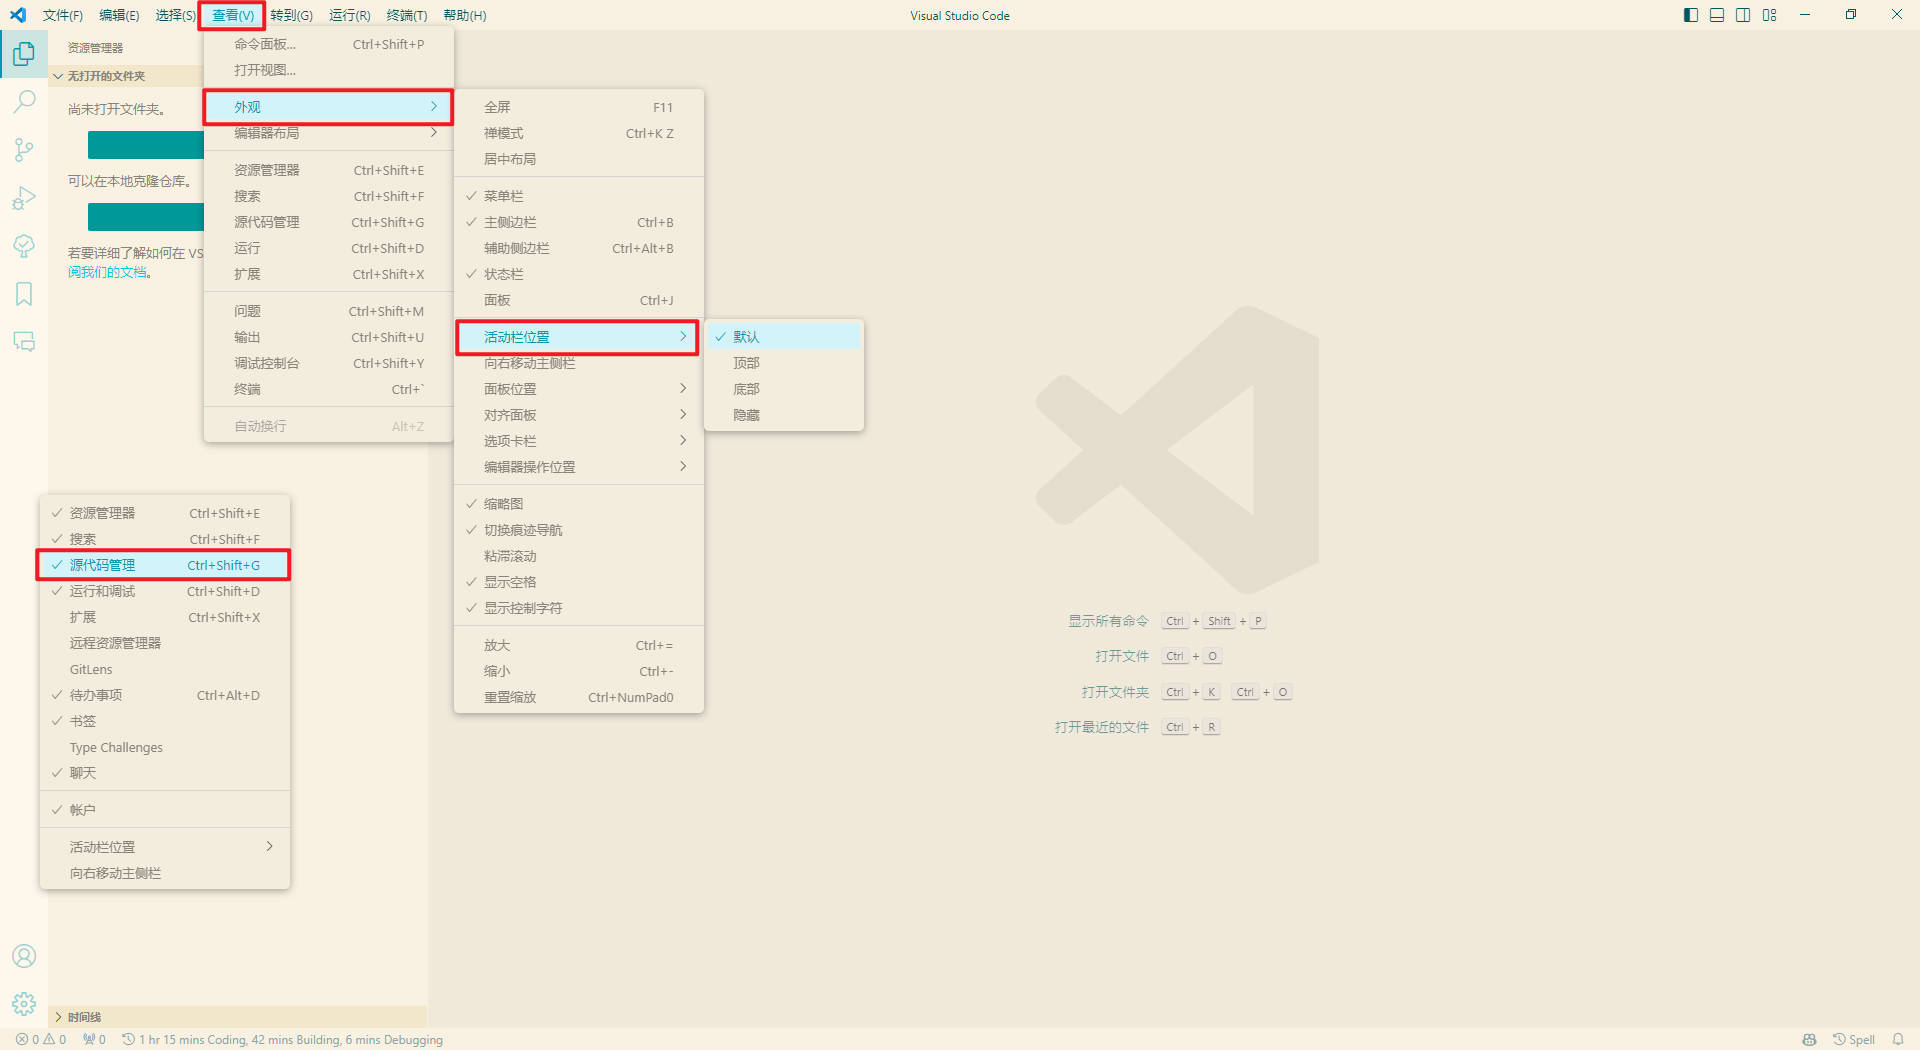 文件(F) 编辑(E) 选择(S) 查看(V) 转到(G) 运行(R) 终端(T) 帮助(H) Visual Studio Code
资源管理器
无打开的文件夹
尚未打开文件夹。
可以在本地克隆仓库。
若要详细了解如何在 VS
阅我们的文档。
命令面板... Ctrl+Shift+P
打开视图...
外观
编辑器布局
资源管理器 Ctrl+Shift+E
搜索 Ctrl+Shift+F
源代码管理 Ctrl+Shift+G
运行 Ctrl+Shift+D
扩展 Ctrl+Shift+X
问题 Ctrl+Shift+M
输出 Ctrl+Shift+U
调试控制台 Ctrl+Shift+Y
终端 Ctrl+`
自动换行 Alt+Z
全屏 F11
禅模式 Ctrl+K Z
居中布局
菜单栏
主侧边栏 Ctrl+B
辅助侧边栏 Ctrl+Alt+B
状态栏
面板 Ctrl+J
活动栏位置
向右移动主侧栏
面板位置
对齐面板
选项卡栏
编辑器操作位置
缩略图
切换痕迹导航
粘滞滚动
显示空格
显示控制字符
放大 Ctrl+=
缩小 Ctrl+-
重置缩放 Ctrl+NumPad0
默认
顶部
底部
隐藏
资源管理器 Ctrl+Shift+E
搜索 Ctrl+Shift+F
源代码管理 Ctrl+Shift+G
运行和调试 Ctrl+Shift+D
扩展 Ctrl+Shift+X
远程资源管理器
GitLens
待办事项 Ctrl+Alt+D
书签
Type Challenges
聊天
帐户
活动栏位置
向右移动主侧栏
显示所有命令 Ctrl + Shift + P
打开文件 Ctrl + O
打开文件夹 Ctrl + K Ctrl + O
打开最近的文件 Ctrl + R
时间线
0 0 0 1 hr 15 mins Coding, 42 mins Building, 6 mins Debugging Spell